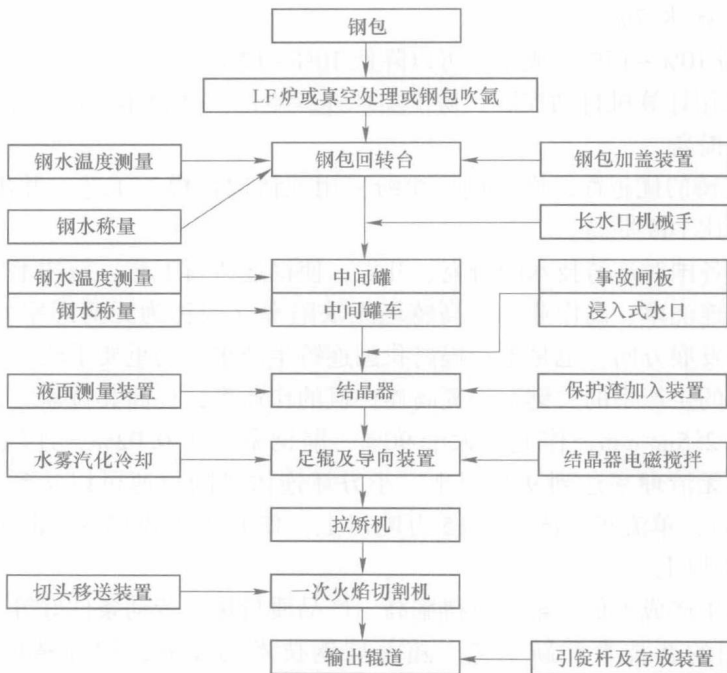 钢包
LF 炉或真空处理或钢包吹氩
钢水温度测量
钢包回转台
钢包加盖装置
钢水称量
长水口机械手
钢水温度测量
中间罐
事故闸板
钢水称量
中间罐车
浸入式水口
液面测量装置
结晶器
保护渣加入装置
水雾汽化冷却
足辊及导向装置
结晶器电磁搅拌
拉矫机
切头移送装置
一次火焰切割机
输出辊道
引锭杆及存放装置